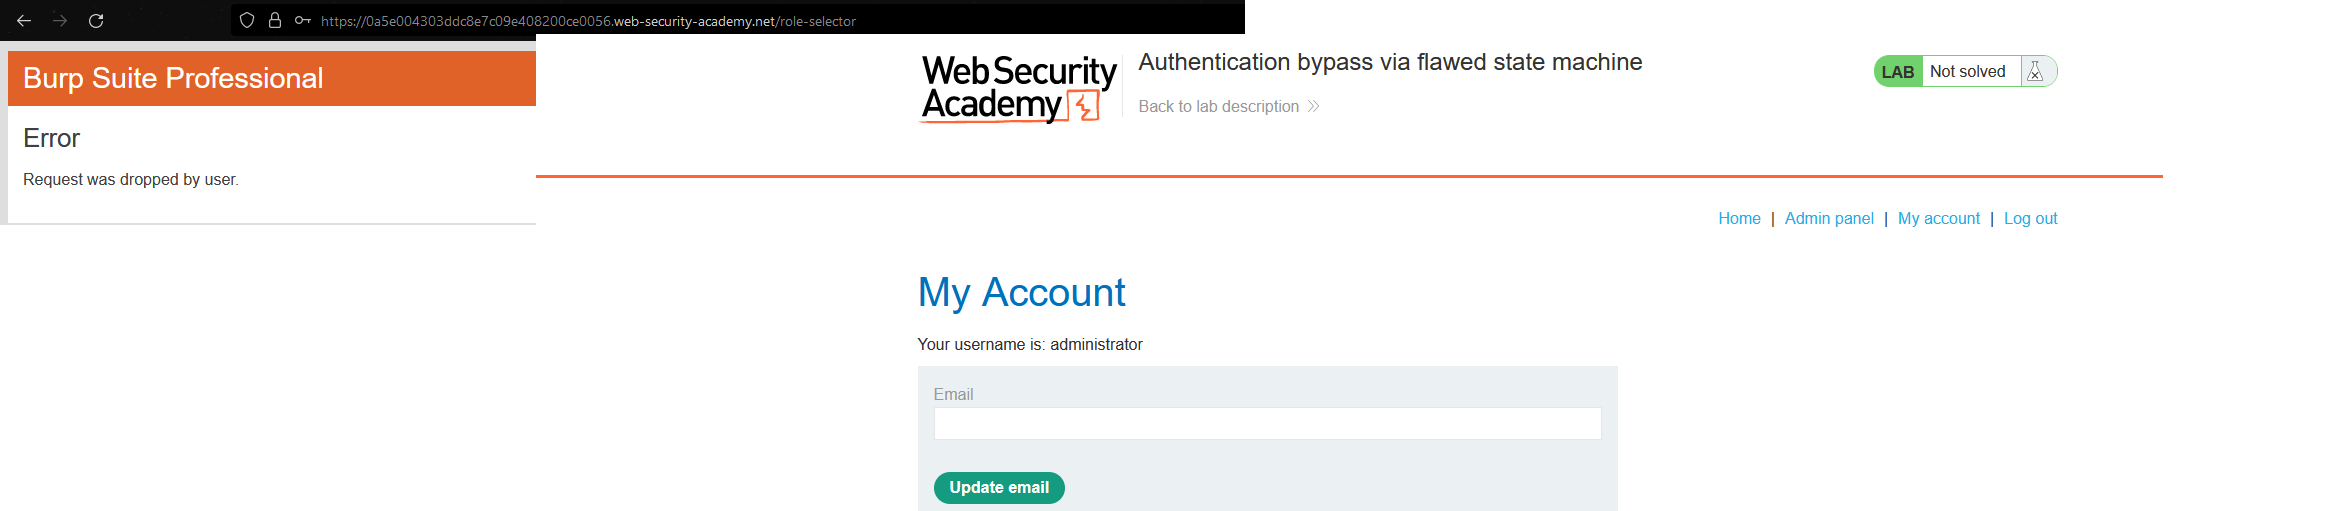 https://0a5e004303ddc8e7c09e408200ce0056.web-security-academy.net/role-selector
Burp Suite Professional
Error
Request was dropped by user.
Web Security
Academy
Authentication bypass via flawed state machine
Back to lab description
LAB Not solved
Home | Admin panel | My account | Log out
My Account
Your username is: administrator
Email
Update email